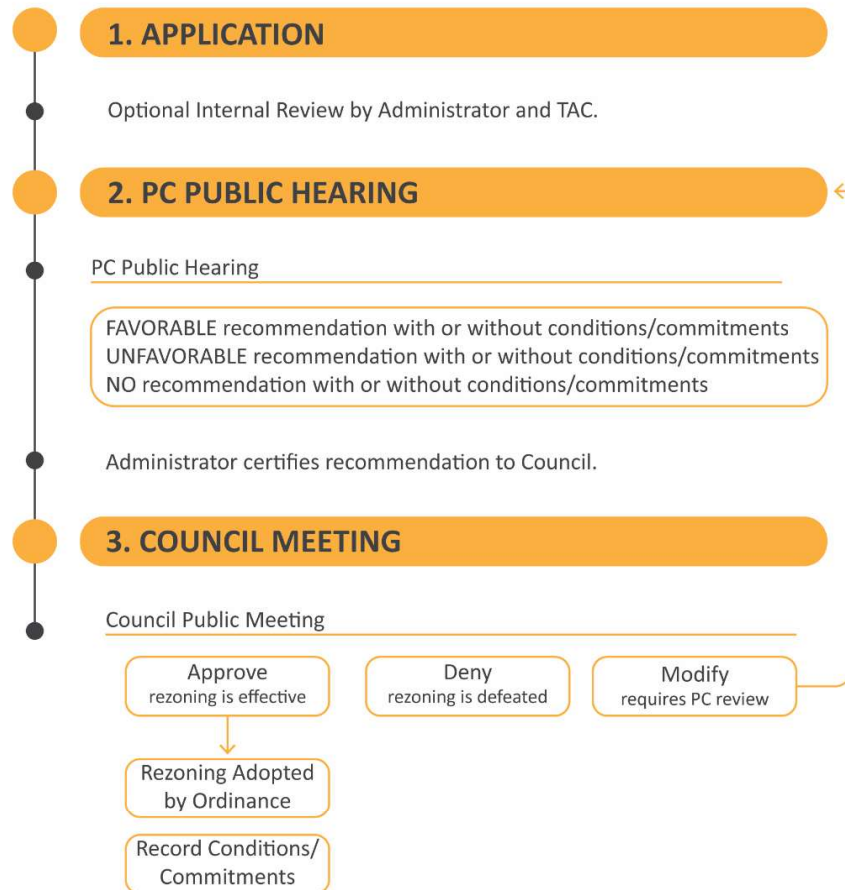 1. APPLICATION
Optional Internal Review by Administrator and TAC.
2. PC PUBLIC HEARING
PC Public Hearing
FAVORABLE recommendation with or without conditions/commitments
UNFAVORABLE recommendation with or without conditions/commitments
NO recommendation with or without conditions/commitments
Administrator certifies recommendation to Council.
3. COUNCIL MEETING
Council Public Meeting
Approve
rezoning is effective
Deny
rezoning is defeated
Modify
requires PC review
Rezoning Adopted
by Ordinance
Record Conditions/
Commitments